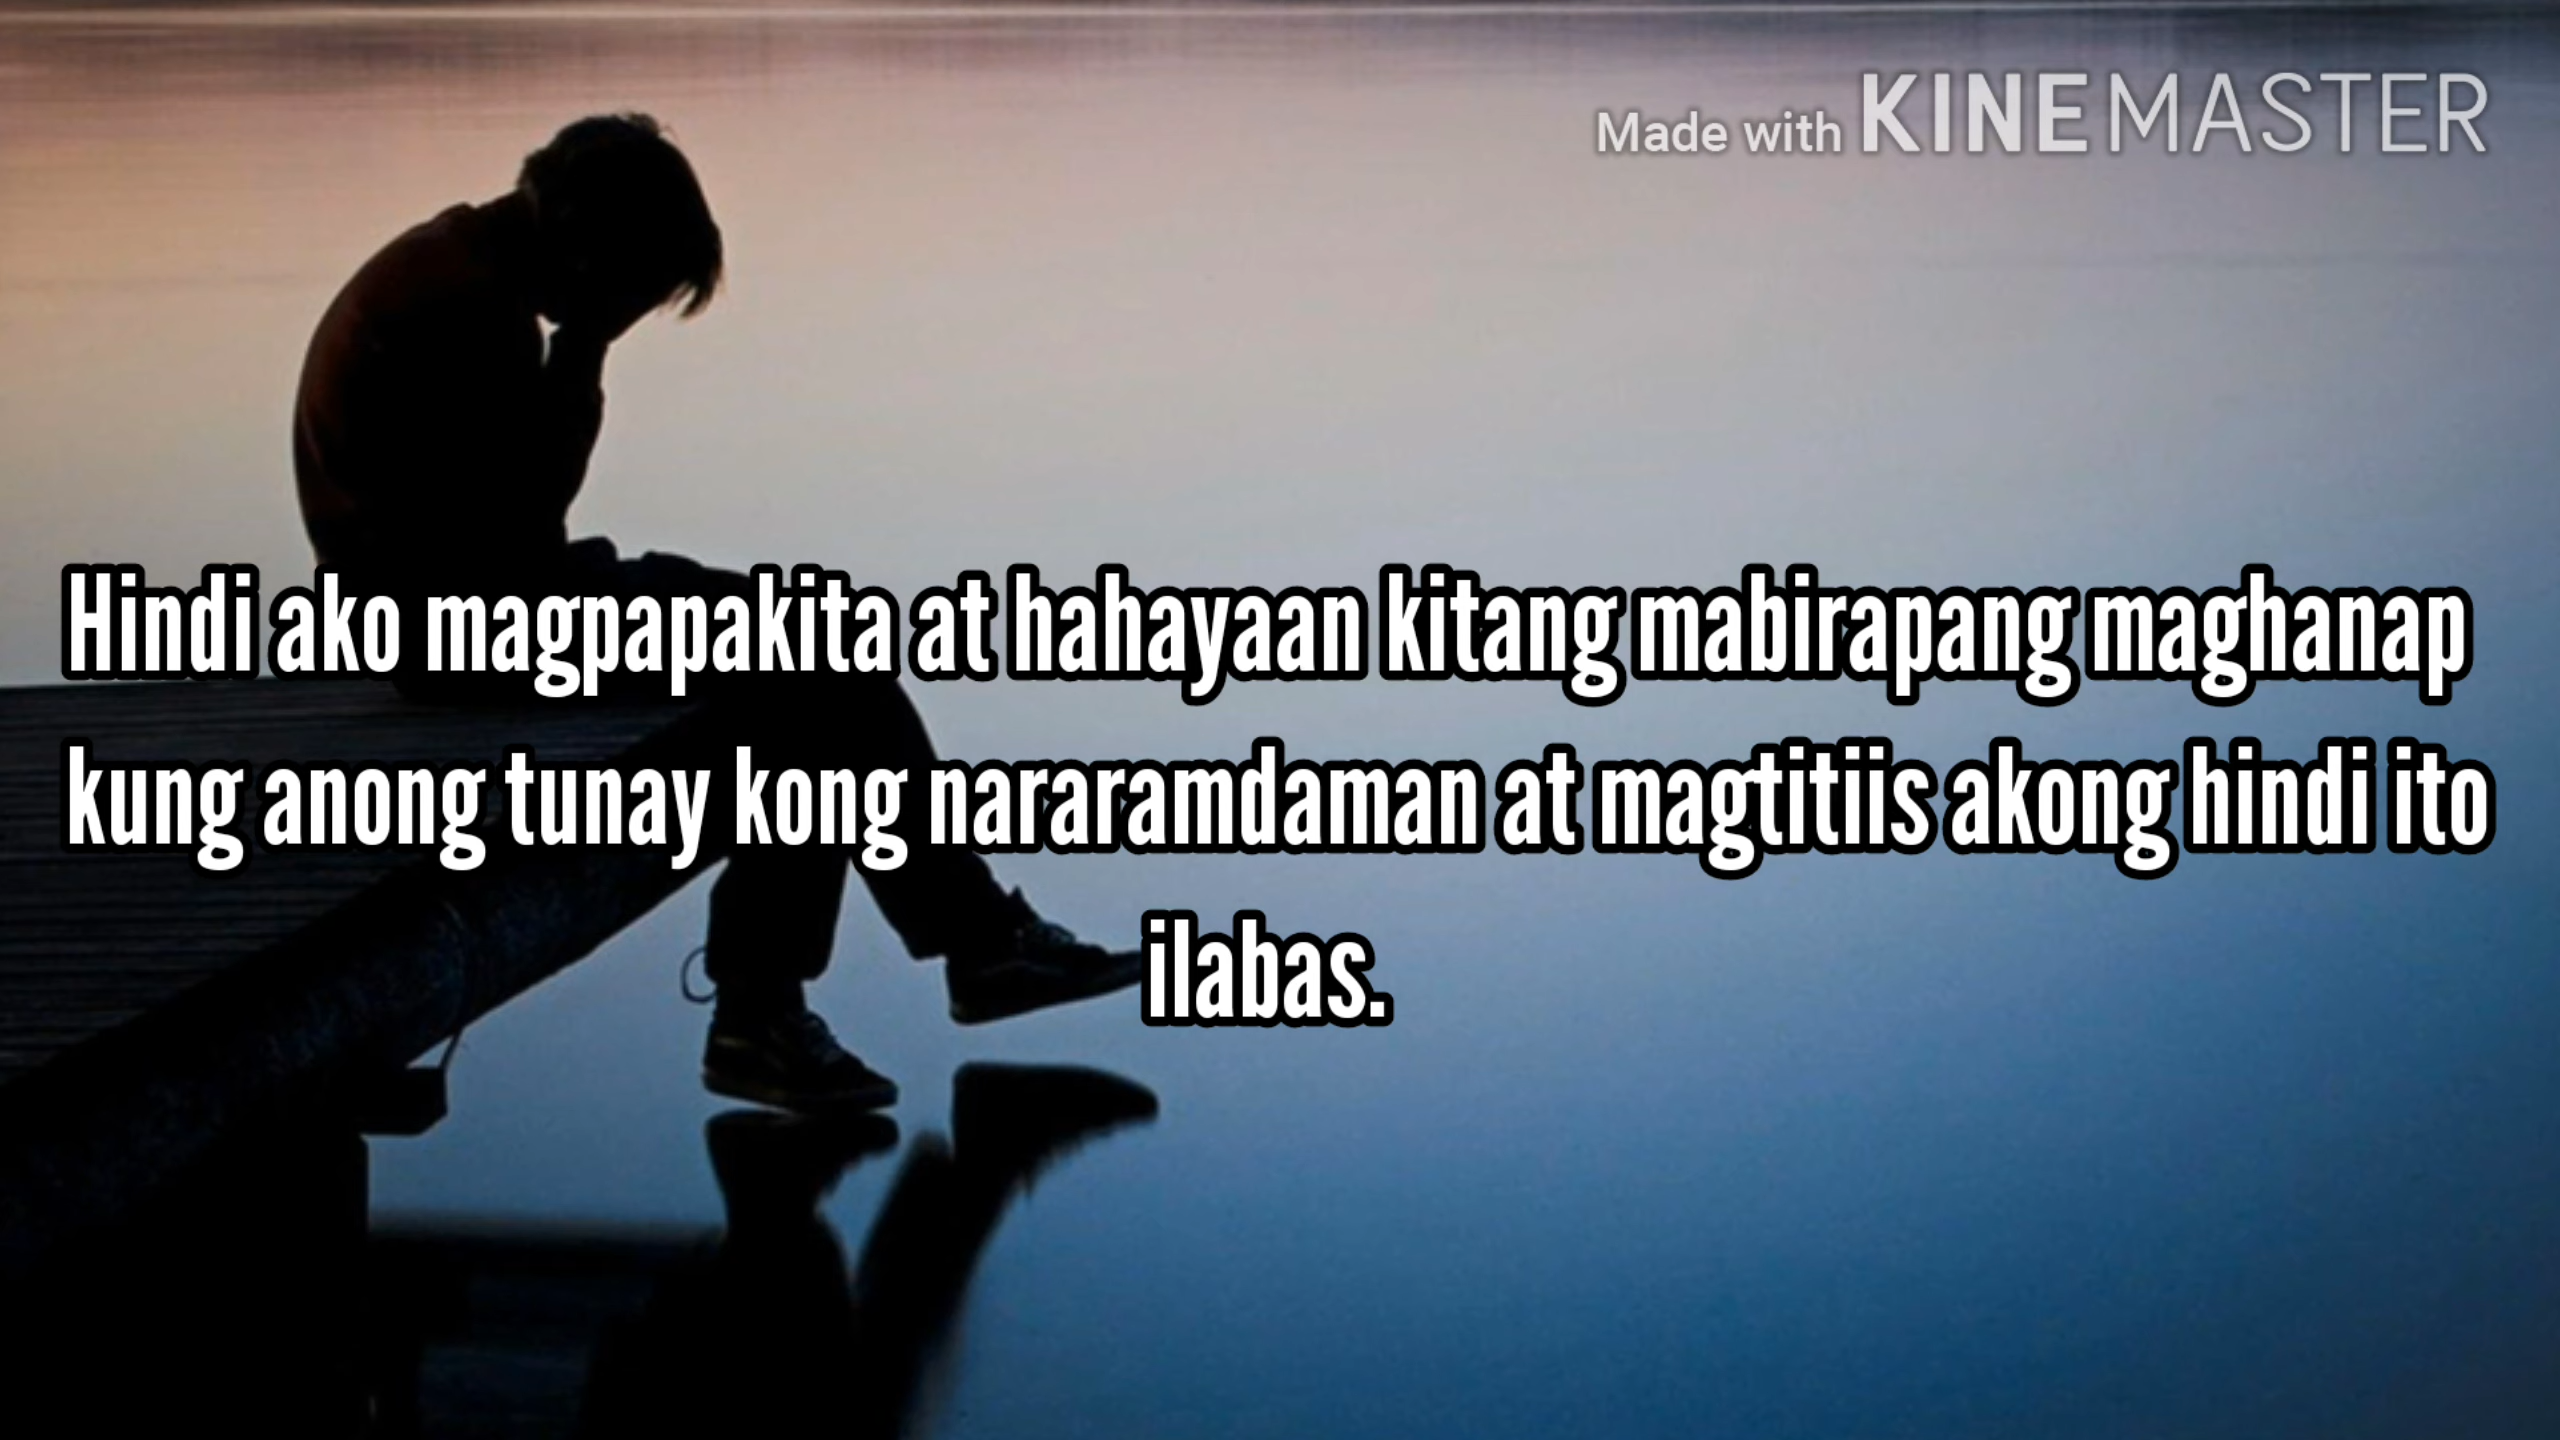 Made with KINEMASTER
Hindi ako magpapakita at hahayaan kitang mabirapang maghanap
kung anong tunay kong nararamdaman at magtitiis akong hindi ito
ilabas.